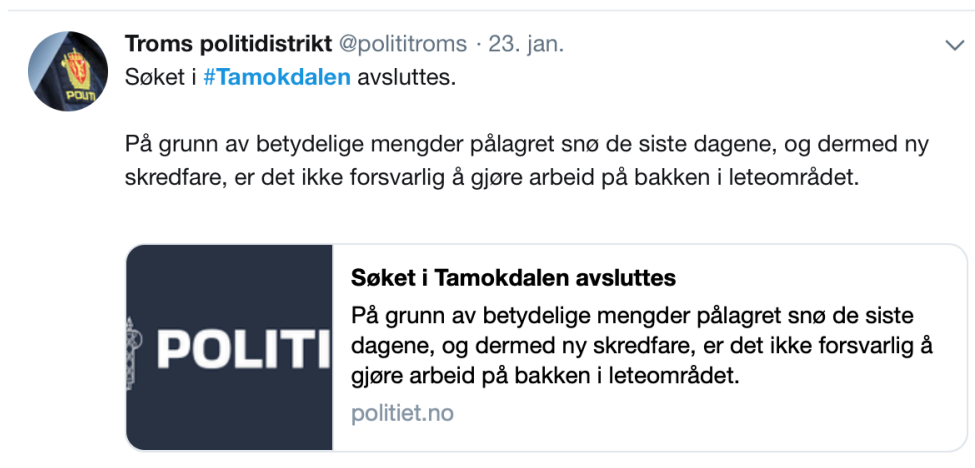 Troms politidistrikt @polititroms · 23. jan.
Søket i #Tamokdalen avsluttes.
På grunn av betydelige mengder pålagret snø de siste dagene, og dermed ny
skredfare, er det ikke forsvarlig å gjøre arbeid på bakken i leteområdet.
POLITI
POLITI
Søket i Tamokdalen avsluttes
På grunn av betydelige mengder pålagret snø de siste
dagene, og dermed ny skredfare, er det ikke forsvarlig å
gjøre arbeid på bakken i leteområdet.
politiet.no